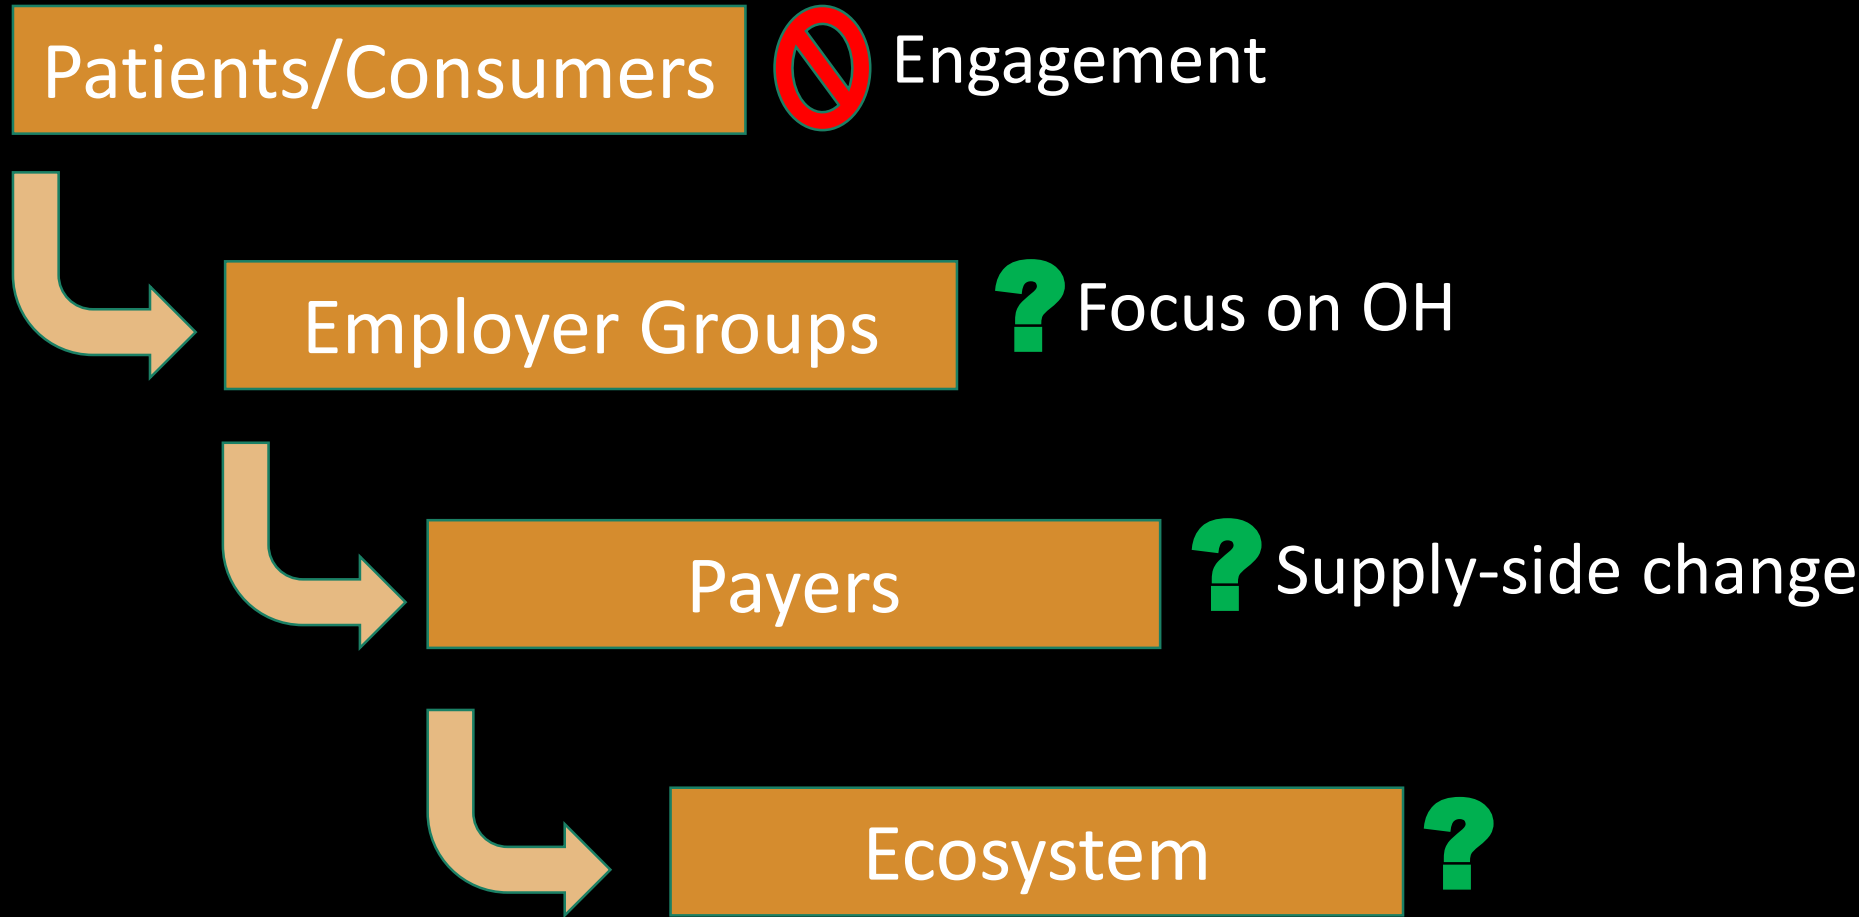 Patients/Consumers
Engagement
Employer Groups
? Focus on OH
Payers
? Supply-side change
Ecosystem
?